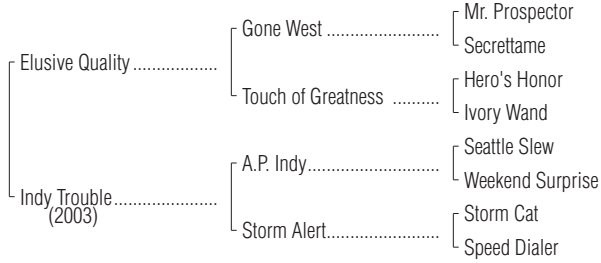 Mr. Prospector
Gone West ........................
Secrettame
Elusive Quality ..................
Hero's Honor
Touch of Greatness ..........
Ivory Wand
Seattle Slew
A.P. Indy............................
Weekend Surprise
Indy Trouble......................
(2003)
Storm Cat
Storm Alert........................
Speed Dialer